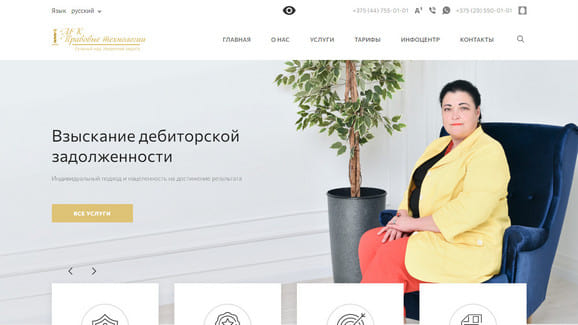 Язык русский
+375 (44) 755-01-01
+375 (29) 550-01-01
Правовые технологии
ГЛАВНАЯ О НАС УСЛУГИ ТАРИФЫ ИНФОЦЕНТР КОНТАКТЫ
Взыскание дебиторской
задолженности
Индивидуальный подход и нацеленность на достижение результата
ВСЕ УСЛУГИ